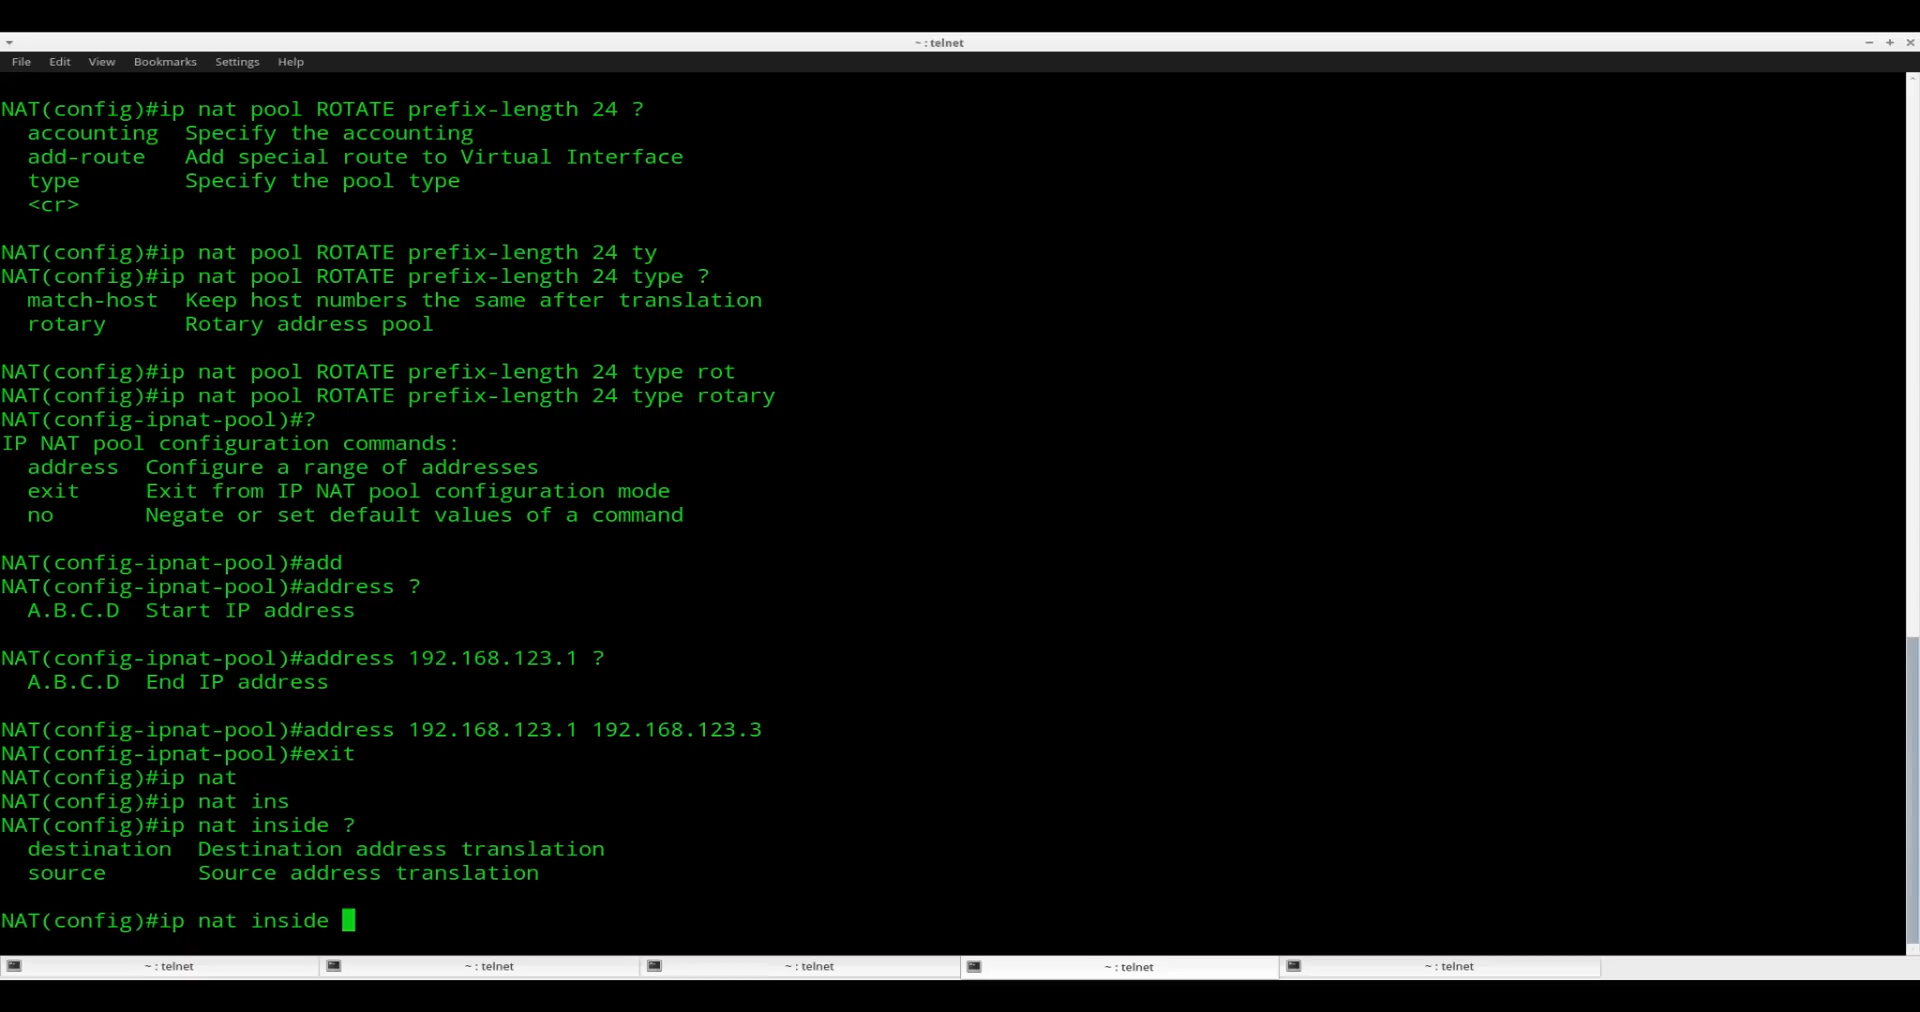 ~ : telnet
File Edit View Bookmarks Settings Help
NAT(config)#ip nat pool ROTATE prefix-length 24 ?
  accounting  Specify the accounting
  add-route   Add special route to Virtual Interface
  type        Specify the pool type
  <cr>
NAT(config)#ip nat pool ROTATE prefix-length 24 ty
NAT(config)#ip nat pool ROTATE prefix-length 24 type ?
  match-host  Keep host numbers the same after translation
  rotary      Rotary address pool
NAT(config)#ip nat pool ROTATE prefix-length 24 type rot
NAT(config)#ip nat pool ROTATE prefix-length 24 type rotary
NAT(config-ipnat-pool)#?
IP NAT pool configuration commands:
  address  Configure a range of addresses
  exit     Exit from IP NAT pool configuration mode
  no       Negate or set default values of a command
NAT(config-ipnat-pool)#add
NAT(config-ipnat-pool)#address ?
  A.B.C.D  Start IP address
NAT(config-ipnat-pool)#address 192.168.123.1 ?
  A.B.C.D  End IP address
NAT(config-ipnat-pool)#address 192.168.123.1 192.168.123.3
NAT(config-ipnat-pool)#exit
NAT(config)#ip nat
NAT(config)#ip nat ins
NAT(config)#ip nat inside ?
  destination  Destination address translation
  source       Source address translation
NAT(config)#ip nat inside
~ : telnet ~ : telnet ~ : telnet ~ : telnet ~ : telnet